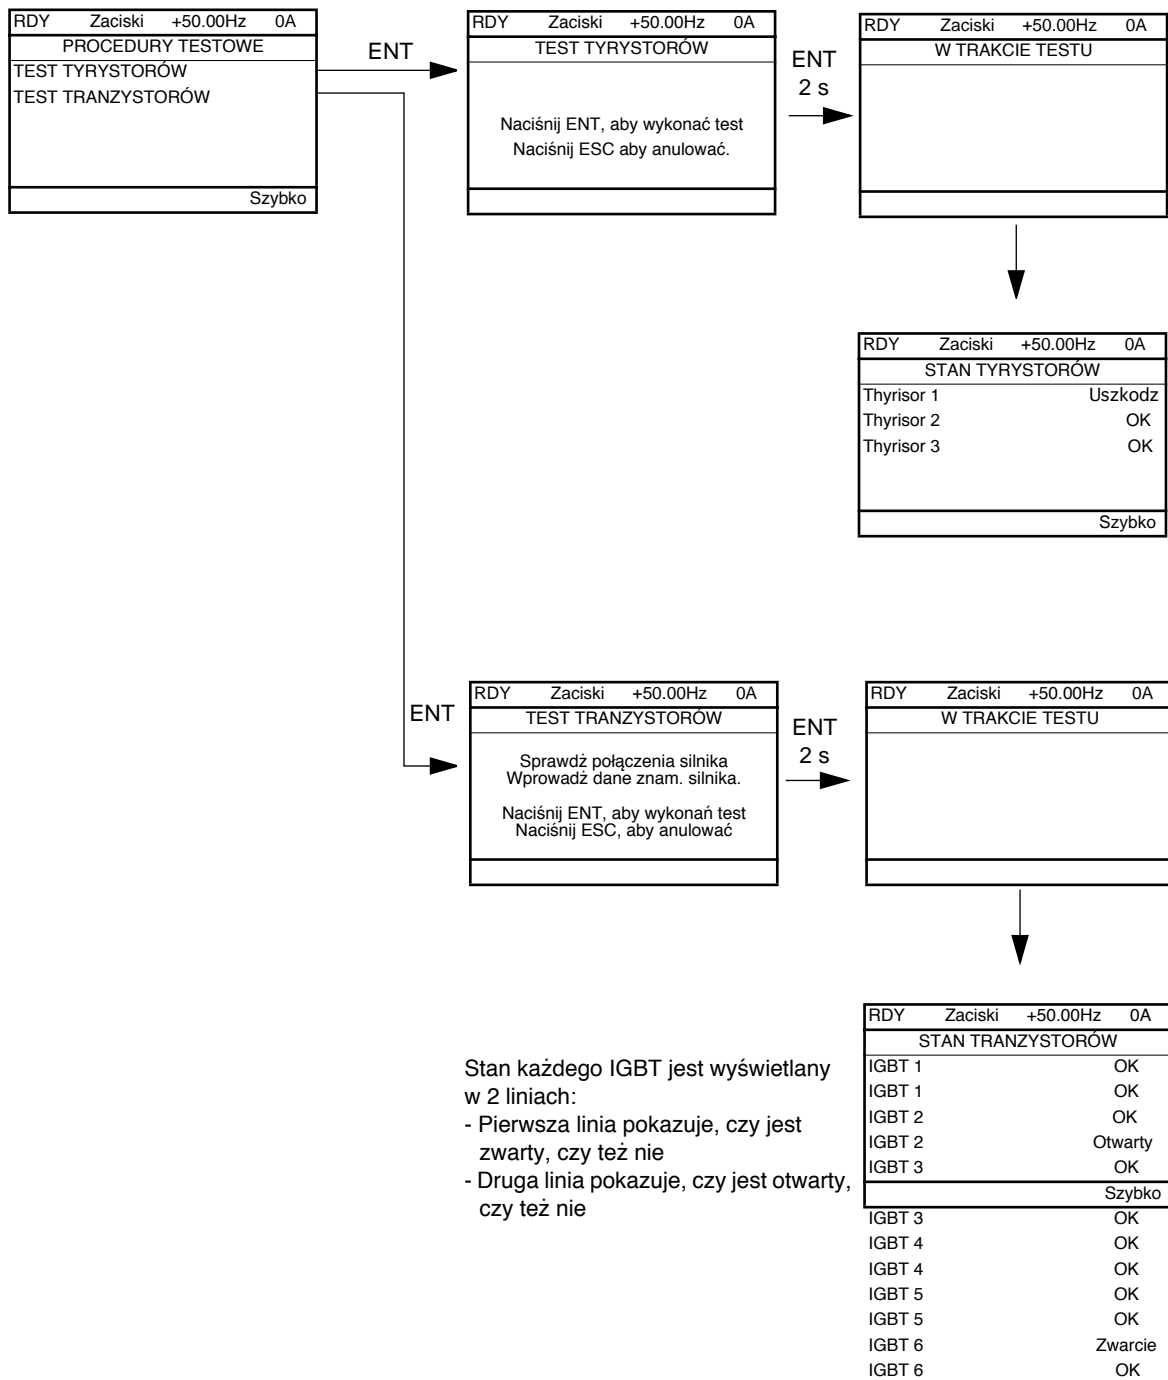 RDY Zaciski +50.00Hz 0A
PROCEDURY TESTOWE
TEST TYRYSTORÓW
TEST TRANZYSTORÓW
Szybko
ENT
RDY Zaciski +50.00Hz 0A
TEST TYRYSTORÓW
Naciśnij ENT, aby wykonać test
Naciśnij ESC aby anulować.
ENT
2 s
RDY Zaciski +50.00Hz 0A
W TRAKCIE TESTU
RDY Zaciski +50.00Hz 0A
STAN TYRYSTORÓW
Thyrisor 1 Uszkodz
Thyrisor 2 OK
Thyrisor 3 OK
Szybko
ENT
RDY Zaciski +50.00Hz 0A
TEST TRANZYSTORÓW
Sprawdż połączenia silnika
Wprowadż dane znam. silnika.
Naciśnij ENT, aby wykonań test
Naciśnij ESC, aby anulować
ENT
2 s
RDY Zaciski +50.00Hz 0A
W TRAKCIE TESTU
Stan każdego IGBT jest wyświetlany
w 2 liniach:
- Pierwsza linia pokazuje, czy jest
zwarty, czy też nie
- Druga linia pokazuje, czy jest otwarty,
czy też nie
RDY Zaciski +50.00Hz 0A
STAN TRANZYSTORÓW
IGBT 1 OK
IGBT 1 OK
IGBT 2 OK
IGBT 2 Otwarty
IGBT 3 OK
Szybko
IGBT 3 OK
IGBT 4 OK
IGBT 4 OK
IGBT 5 OK
IGBT 5 OK
IGBT 6 Zwarcie
IGBT 6 OK